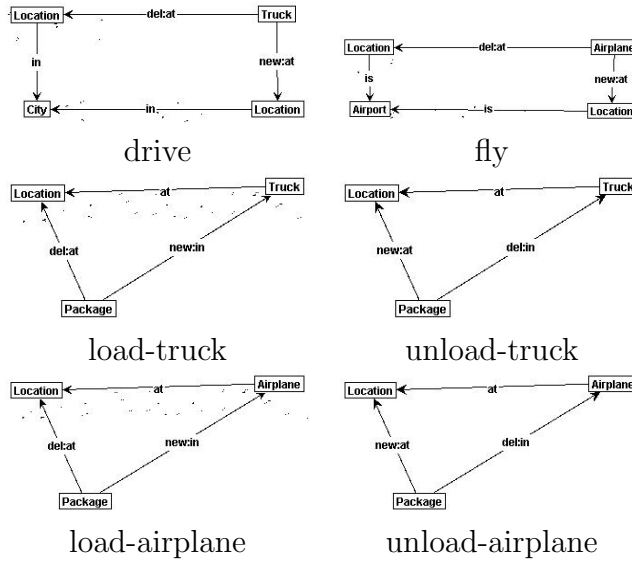 Location del:at Truck
in new:at
City in Location
drive
Location del:at Airplane
is new:at
Airport is Location
fly
Location at Truck
del:at new:in
Package
load-truck
Location at Truck
new:at del:in
Package
unload-truck
Location at Airplane
del:at new:in
Package
load-airplane
Location at Airplane
new:at del:in
Package
unload-airplane